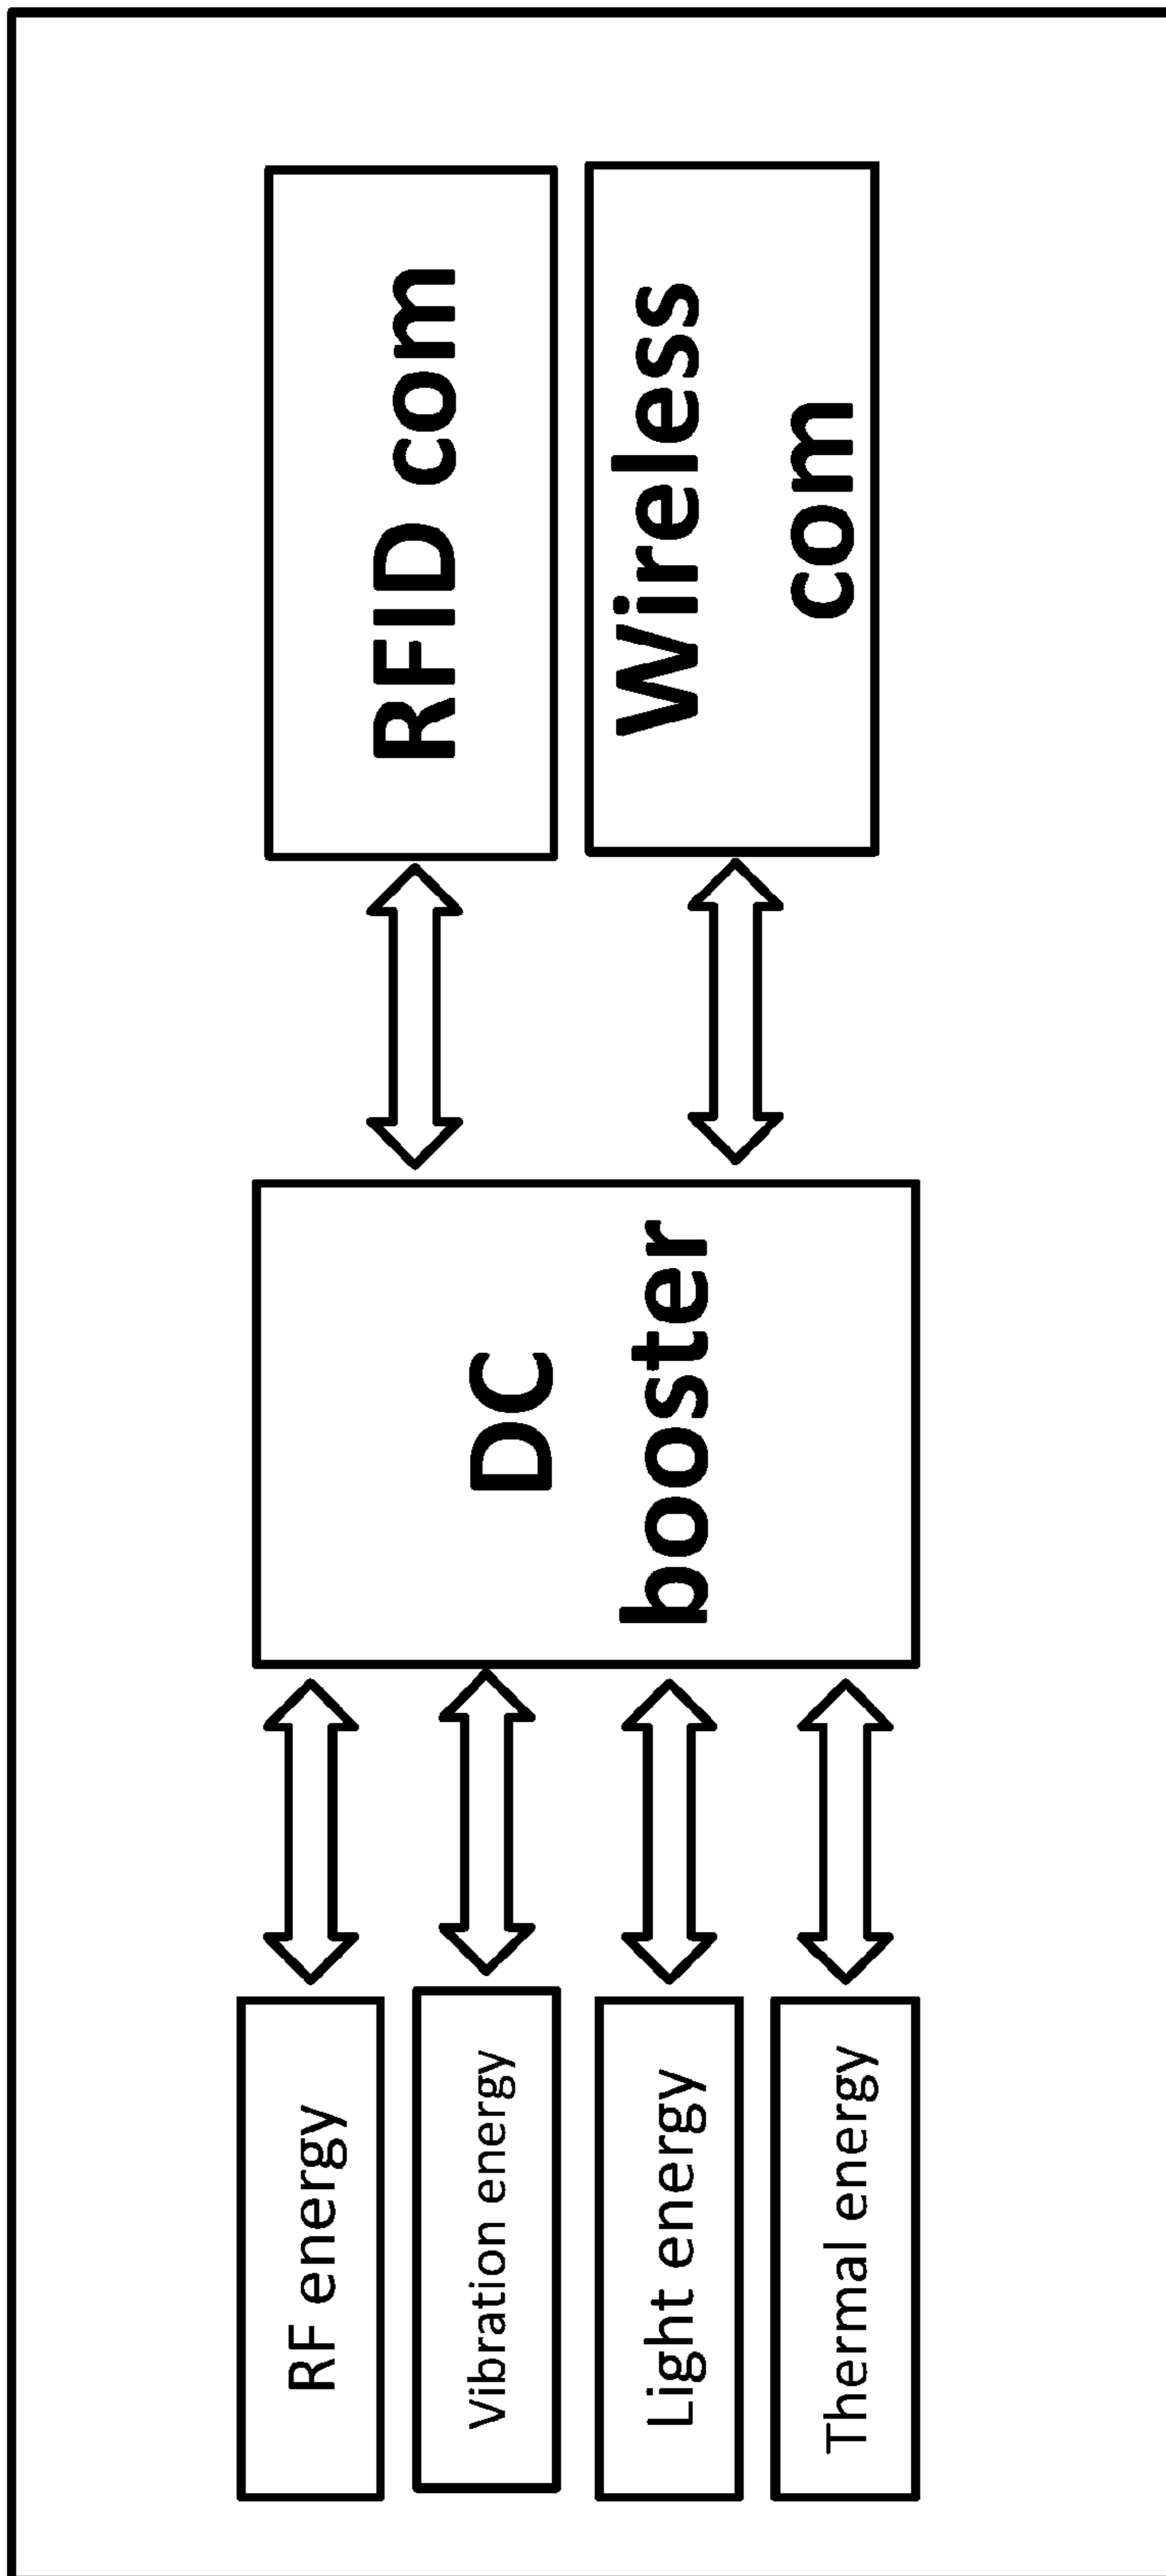 RF energy
Vibration energy
Light energy
Thermal energy
DC
booster
RFID com
Wireless
com